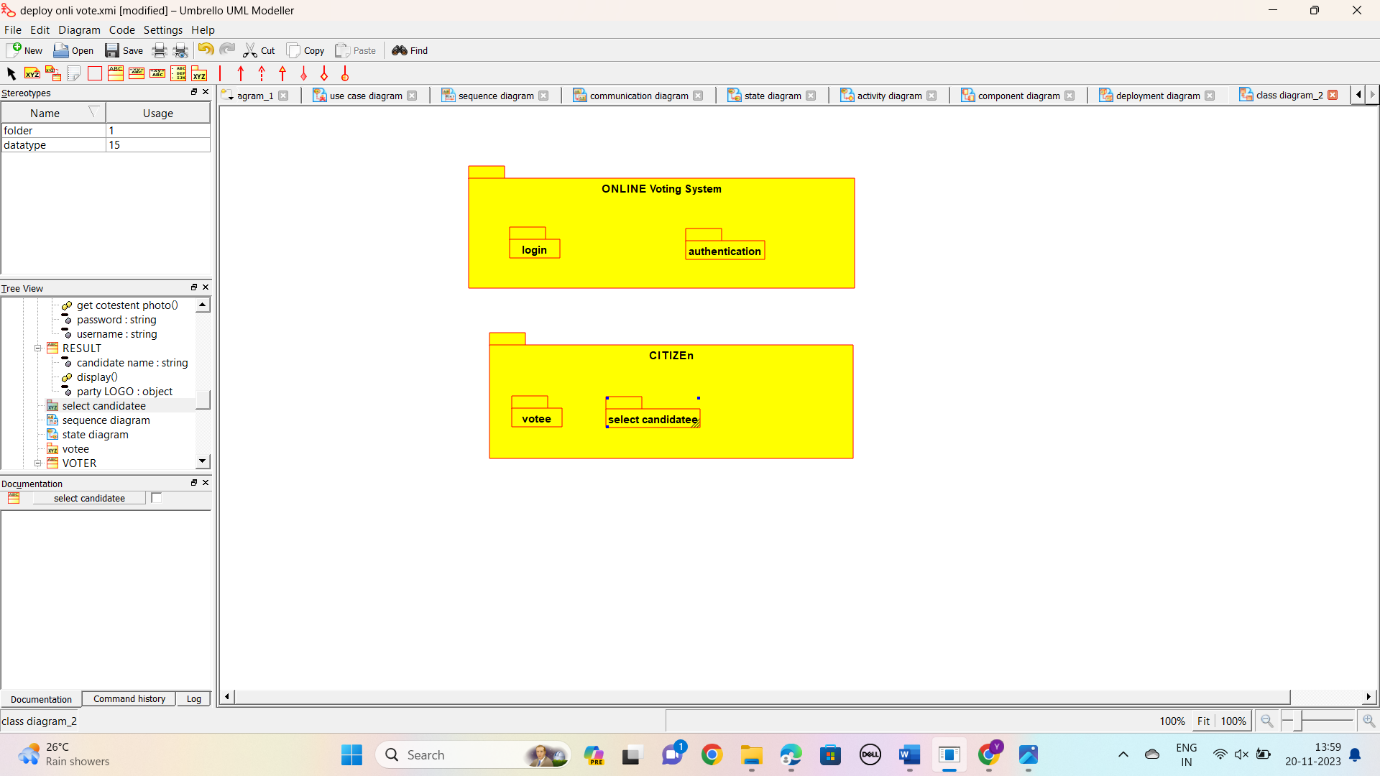 deploy onli vote.xmi [modified] – Umbrello UML Modeller
File Edit Diagram Code Settings Help
New Open Save Cut Copy Paste Find
Stereotypes
Name Usage
folder 1
datatype 15
agram_1 use case diagram sequence diagram communication diagram state diagram activity diagram component diagram deployment diagram class diagram_2
ONLINE Voting System
login authentication
CITIZEn
votee select candidatee
Tree View
get cotestent photo()
password : string
username : string
RESULT
candidate name : string
display()
party LOGO : object
select candidatee
sequence diagram
state diagram
votee
VOTER
Documentation
select candidatee
Documentation Command history Log
class diagram_2 100% Fit 100%
26°C
Rain showers
Search
PRE
1
DELL
Y
ENG
IN
13:59
20-11-2023